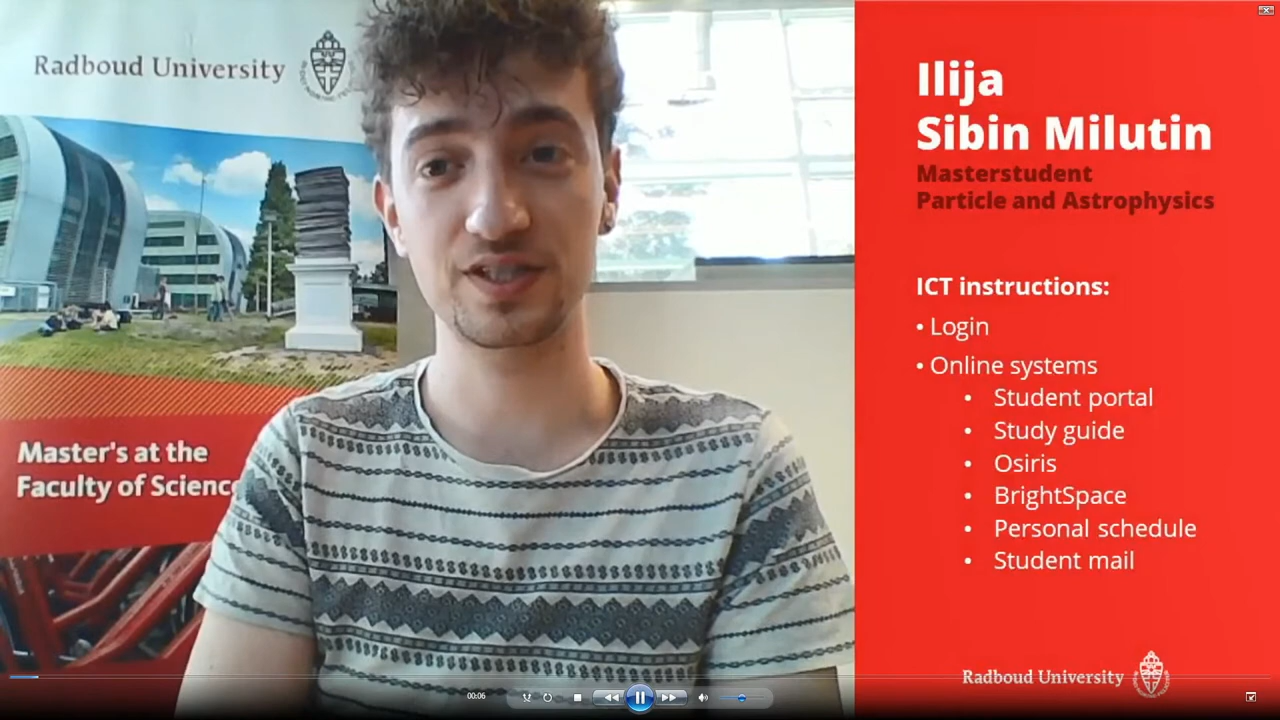 Radboud University
Master's at the
Faculty of Science
Ilija
Sibin Milutin
Masterstudent
Particle and Astrophysics
ICT instructions:
• Login
• Online systems
• Student portal
• Study guide
• Osiris
• BrightSpace
• Personal schedule
• Student mail
Radboud University
00:06